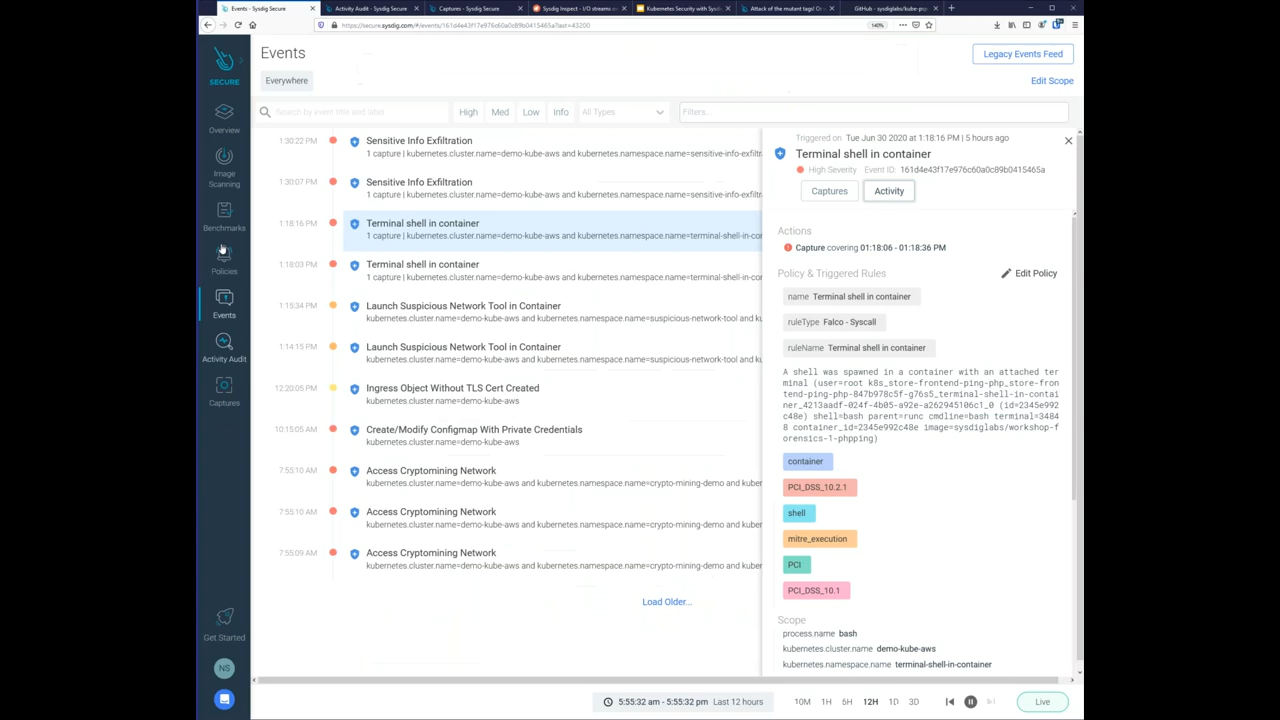 Events - Sysdig Secure
Activity Audit - Sysdig Secure
Captures - Sysdig Secure
Sysdig Inspect - I/O streams
Kubernetes Security with Sysdi
Attack of the mutant tags! Or
GitHub - sysdiglabs/kube-psp
https://secure.sysdig.com/#/events/161d4e43f17e976c60a0c89b0415465a?last=43200
140%
SECURE
Overview
Image
Scanning
Benchmarks
Policies
Events
Activity Audit
Captures
Get Started
NS
Events
Legacy Events Feed
Everywhere
Edit Scope
Search by event title and label
High
Med
Low
Info
All Types
Filters...
1:30:22 PM
Sensitive Info Exfiltration
1 capture | kubernetes.cluster.name=demo-kube-aws and kubernetes.namespace.name=sensitive-info-exfiltr
1:30:07 PM
Sensitive Info Exfiltration
1 capture | kubernetes.cluster.name=demo-kube-aws and kubernetes.namespace.name=sensitive-info-exfiltr
1:18:16 PM
Terminal shell in container
1 capture | kubernetes.cluster.name=demo-kube-aws and kubernetes.namespace.name=terminal-shell-in-co
1:18:03 PM
Terminal shell in container
1 capture | kubernetes.cluster.name=demo-kube-aws and kubernetes.namespace.name=terminal-shell-in-co
1:15:34 PM
Launch Suspicious Network Tool in Container
kubernetes.cluster.name=demo-kube-aws and kubernetes.namespace.name=suspicious-network-tool and
1:14:15 PM
Launch Suspicious Network Tool in Container
kubernetes.cluster.name=demo-kube-aws and kubernetes.namespace.name=suspicious-network-tool and
12:20:05 PM
Ingress Object Without TLS Cert Created
kubernetes.cluster.name=demo-kube-aws
10:15:05 AM
Create/Modify Configmap With Private Credentials
kubernetes.cluster.name=demo-kube-aws
7:55:10 AM
Access Cryptomining Network
kubernetes.cluster.name=demo-kube-aws and kubernetes.namespace.name=crypto-mining-demo and kube
7:55:10 AM
Access Cryptomining Network
kubernetes.cluster.name=demo-kube-aws and kubernetes.namespace.name=crypto-mining-demo and kube
7:55:09 AM
Access Cryptomining Network
kubernetes.cluster.name=demo-kube-aws and kubernetes.namespace.name=crypto-mining-demo and kube
Load Older...
Triggered on Tue Jun 30 2020 at 1:18:16 PM | 5 hours ago
Terminal shell in container
High Severity Event ID: 161d4e43f17e976c60a0c89b0415465a
Captures
Activity
Actions
Capture covering 01:18:06 - 01:18:36 PM
Policy & Triggered Rules
Edit Policy
name Terminal shell in container
ruleType Falco - Syscall
ruleName Terminal shell in container
A shell was spawned in a container with an attached ter
minal (user=root k8s_store-frontend-ping-php_store-fron
tend-ping-php-847b978c5f-g76s5_terminal-shell-in-contai
ner_4213aadf-024f-4b05-a92e-a262945106c1_0 (id=2345e992
c48e) shell=bash parent=runc cmdline=bash terminal=3484
8 container_id=2345e992c48e image=sysdiglabs/workshop-f
orensics-1-phpping)
container
PCI_DSS_10.2.1
shell
mitre_execution
PCI
PCI_DSS_10.1
Scope
process.name bash
kubernetes.cluster.name demo-kube-aws
kubernetes.namespace.name terminal-shell-in-container
5:55:32 am - 5:55:32 pm Last 12 hours
10M
1H
6H
12H
1D
3D
Live